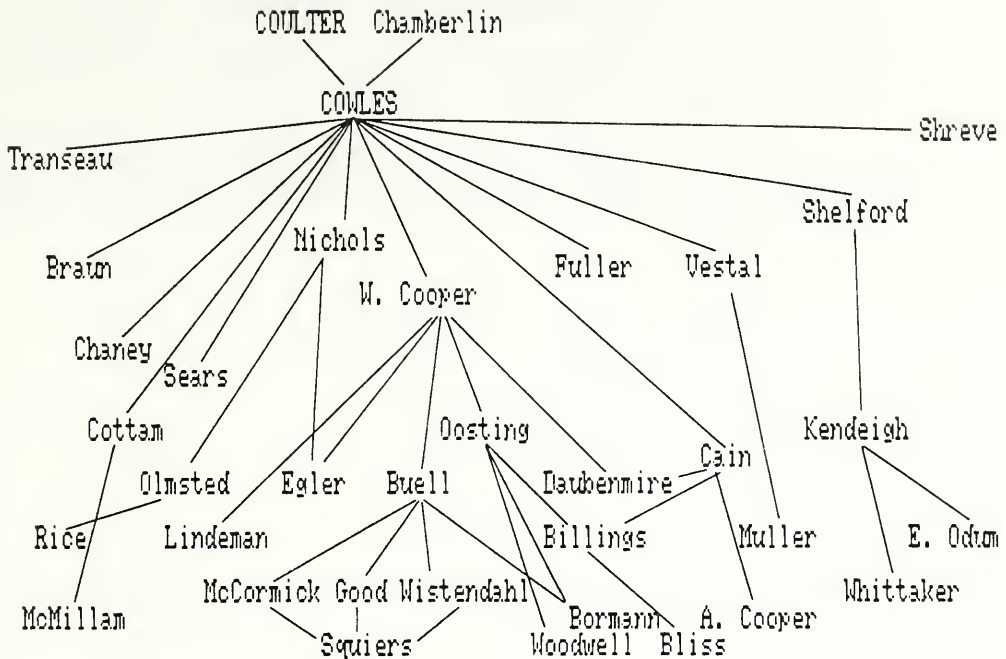 COULTER Chamberlin
COWLES
Shreve
Transeau
Shelford
Nichols
Braun Fuller Vestal
W. Cooper
Chaney
Sears
Cottam Oosting Kendeigh
Cain
Olmsted Egler Buell Daubenmire
Rice Lindeman Billings Muller E. Odum
McCormick Good Wistendahl Whittaker
McMillam Bormann A. Cooper
Squiers Woodwell Bliss